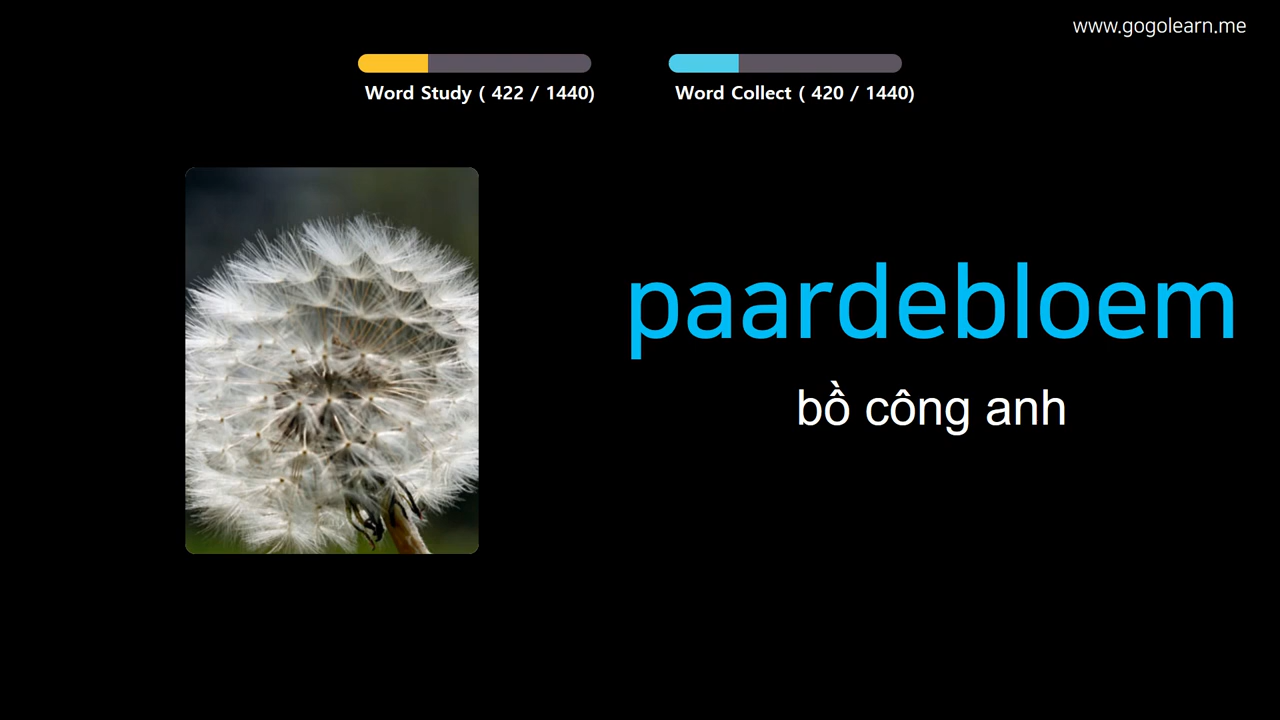 www.gogolearn.me
Word Study ( 422 / 1440)
Word Collect ( 420 / 1440)
paardebloem
bồ công anh